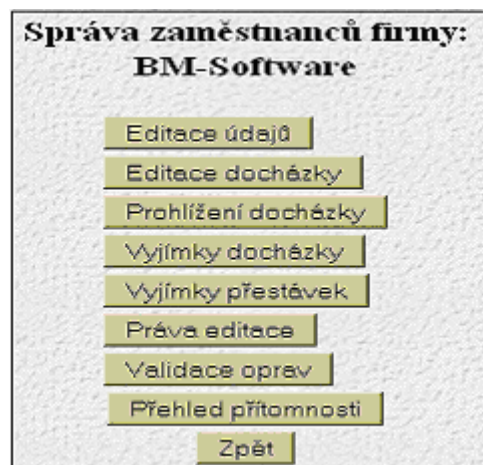 Správa zaměstnanců firmy:
BM-Software
Editace údajů
Editace docházky
Prohlížení docházky
Vyjímky docházky
Vyjímky přestávek
Práva editace
Validace oprav
Přehled přítomnosti
Zpět